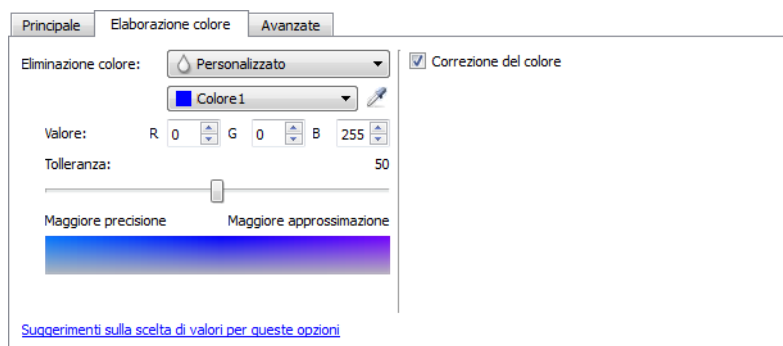 Principale Elaborazione colore Avanzate
Eliminazione colore: Personalizzato Correzione del colore
Colore1
Valore: R 0 G 0 B 255
Tolleranza: 50
Maggiore precisione Maggiore approssimazione
Suggerimenti sulla scelta di valori per queste opzioni